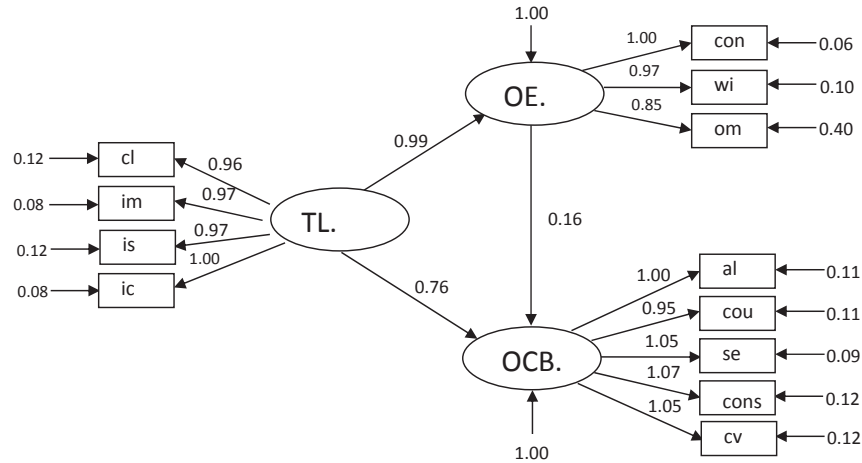 1.00
1.00
con
0.06
0.97
wi
0.10
OE.
0.85
om
0.40
0.99
0.12
cl
0.96
0.08
im
0.97
TL.
0.16
0.12
is
0.97
0.08
ic
1.00
0.76
1.00
al
0.11
0.95
cou
0.11
OCB.
1.05
se
0.09
1.07
cons
0.12
1.05
cv
0.12
1.00